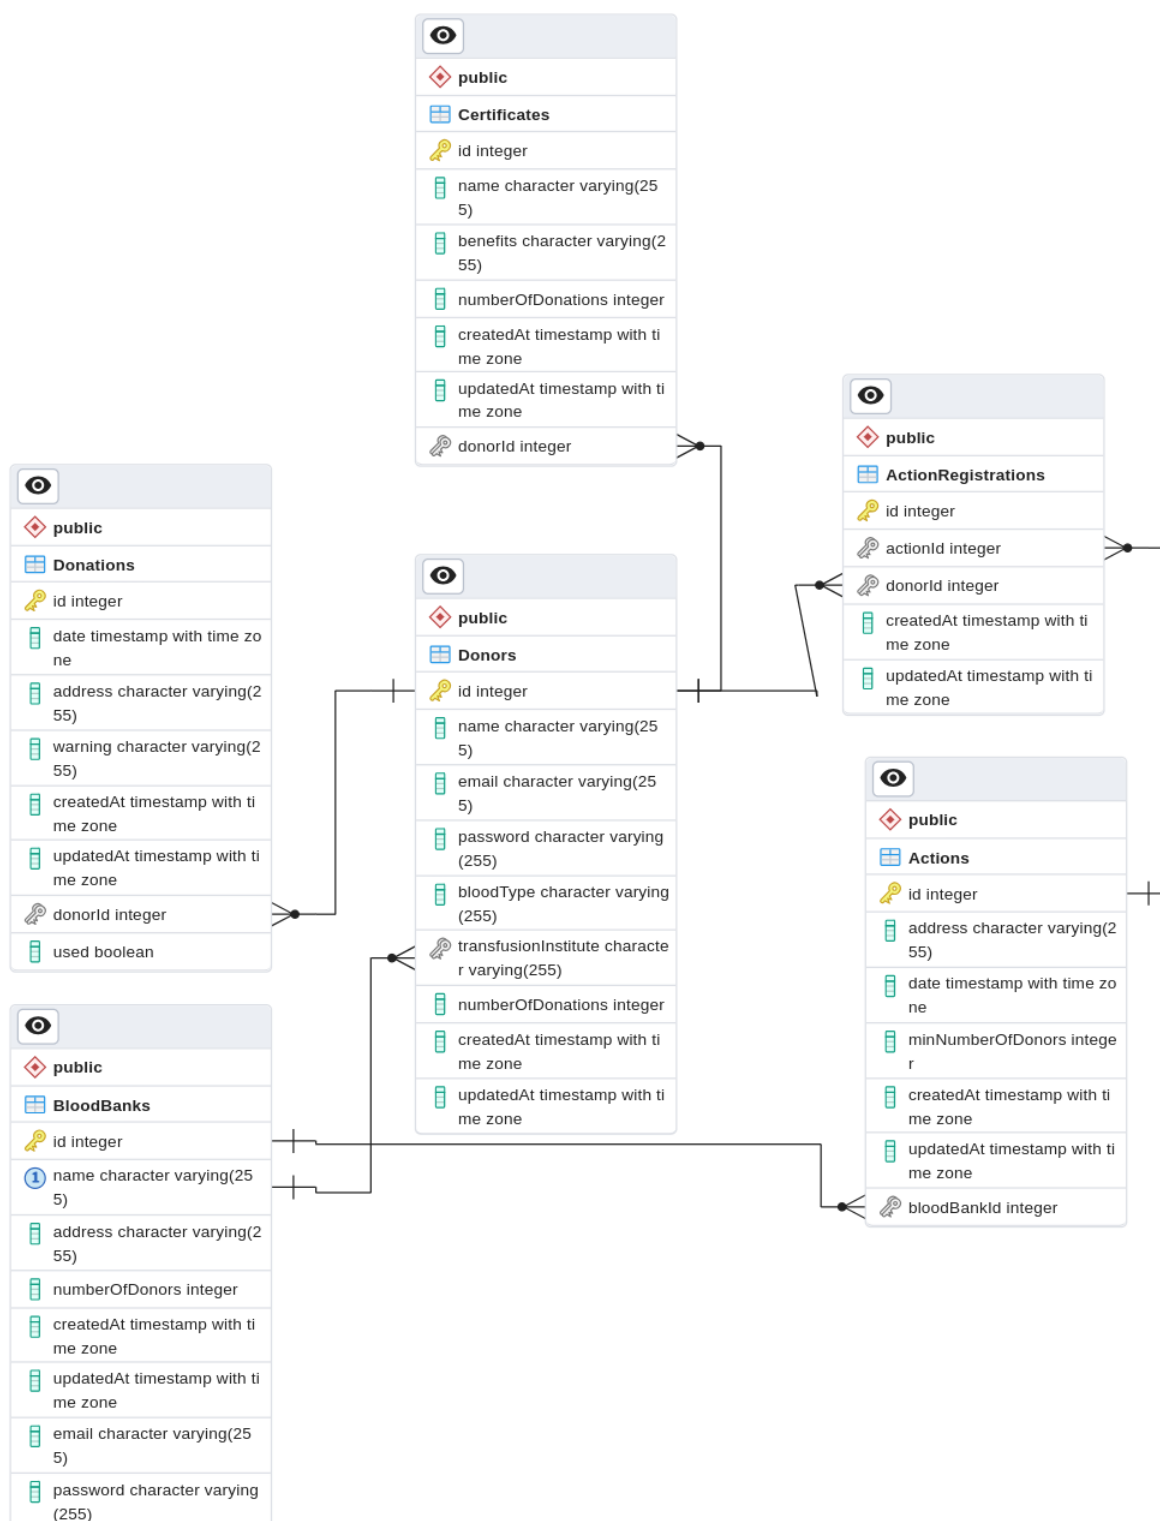 public
Certificates
id integer
name character varying(25
5)
benefits character varying(2
55)
numberOfDonations integer
createdAt timestamp with ti
me zone
updatedAt timestamp with ti
me zone
donorId integer
public
ActionRegistrations
id integer
actionId integer
donorId integer
createdAt timestamp with ti
me zone
updatedAt timestamp with ti
me zone
public
Donations
id integer
date timestamp with time zo
ne
address character varying(2
55)
warning character varying(2
55)
createdAt timestamp with ti
me zone
updatedAt timestamp with ti
me zone
donorId integer
used boolean
public
Donors
id integer
name character varying(25
5)
email character varying(25
5)
password character varying
(255)
bloodType character varying
(255)
transfusionInstitute characte
r varying(255)
numberOfDonations integer
createdAt timestamp with ti
me zone
updatedAt timestamp with ti
me zone
public
Actions
id integer
address character varying(2
55)
date timestamp with time zo
ne
minNumberOfDonors intege
r
createdAt timestamp with ti
me zone
updatedAt timestamp with ti
me zone
bloodBankId integer
public
BloodBanks
id integer
1
name character varying(25
5)
address character varying(2
55)
numberOfDonors integer
createdAt timestamp with ti
me zone
updatedAt timestamp with ti
me zone
email character varying(25
5)
password character varying
(255)